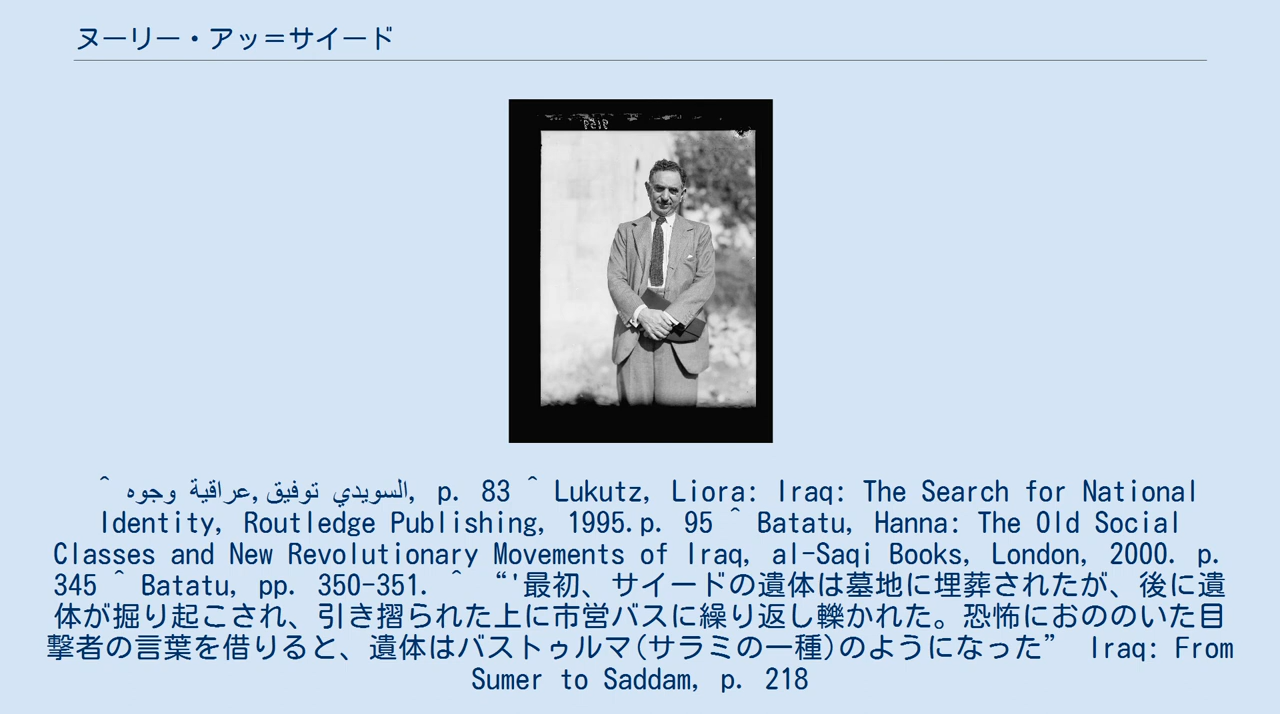 ヌーリー・アッ＝サイード
^ السويدي توفيق,عراقية وجوه, p. 83 ^ Lukutz, Liora: Iraq: The Search for National
Identity, Routledge Publishing, 1995.p. 95 ^ Batatu, Hanna: The Old Social
Classes and New Revolutionary Movements of Iraq, al-Saqi Books, London, 2000. p.
345 ^ Batatu, pp. 350-351. ^ “'最初、サイードの遺体は墓地に埋葬されたが、後に遺
体が掘り起こされ、引き摺られた上に市営バスに繰り返し轢かれた。恐怖におののいた目
撃者の言葉を借りると、遺体はバストゥルマ(サラミの一種)のようになった” Iraq: From
Sumer to Saddam, p. 218